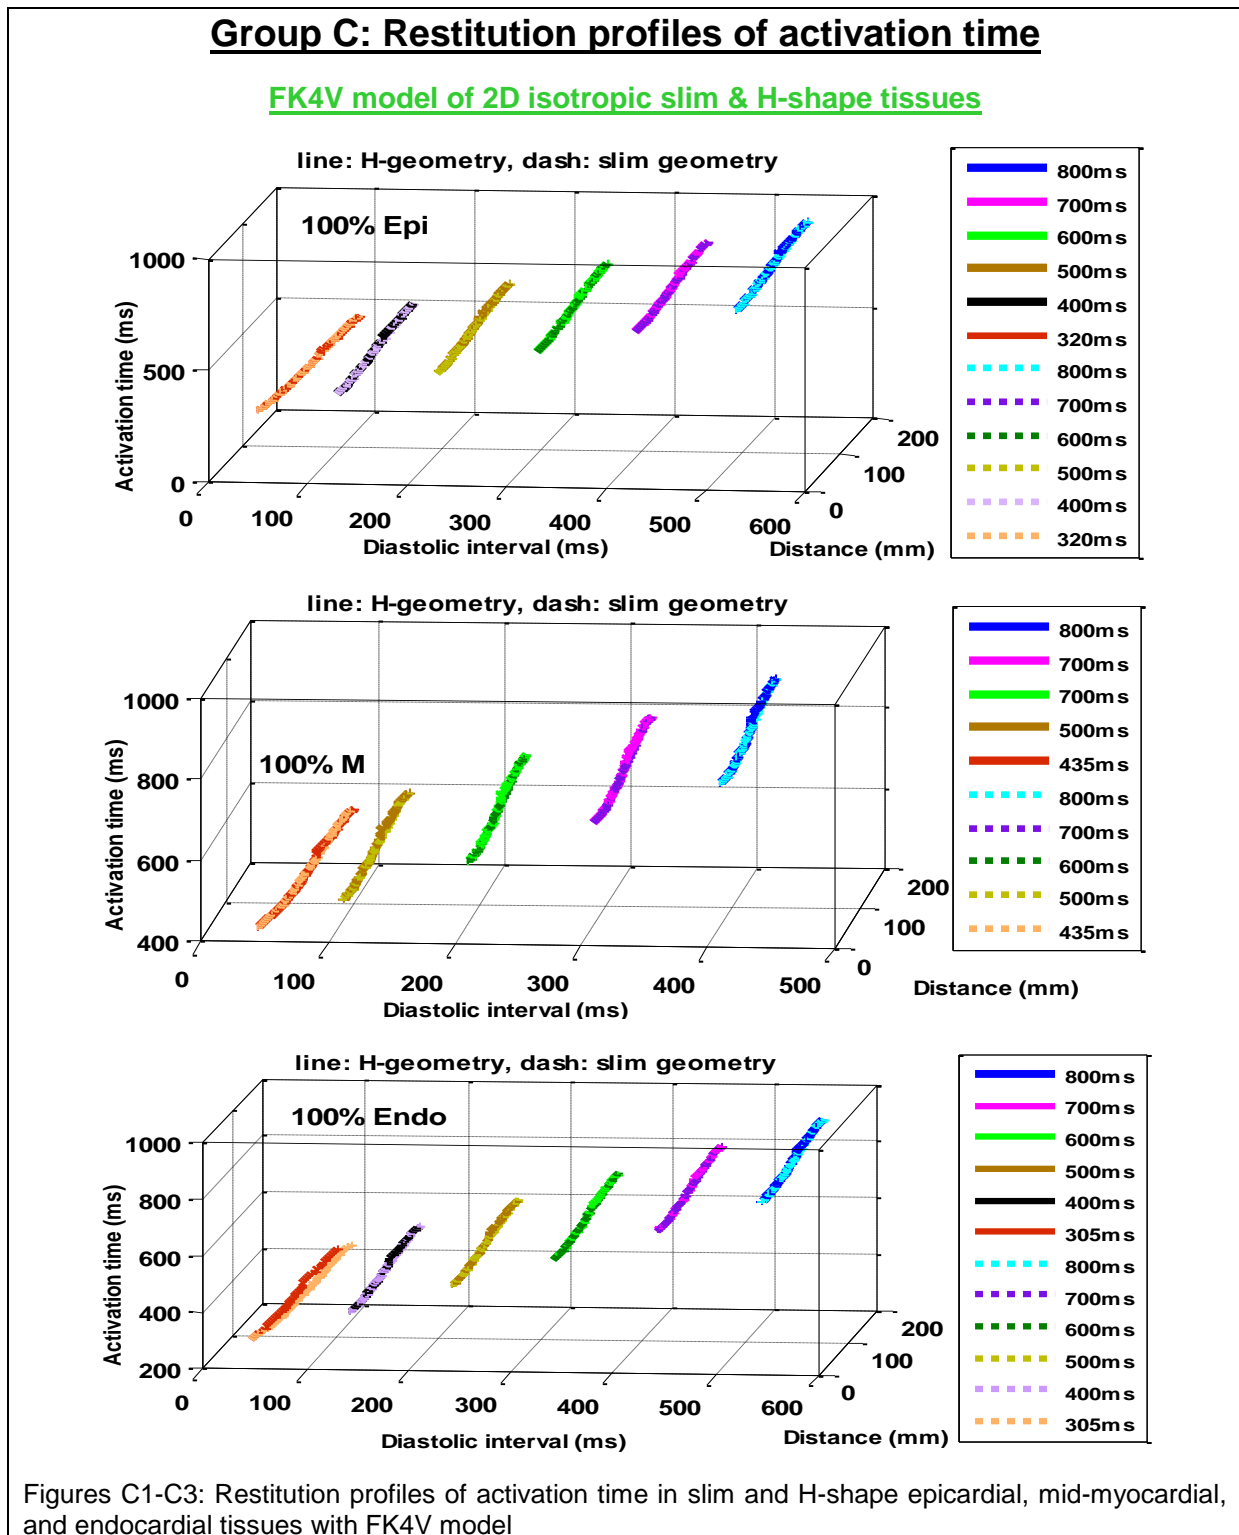 Group C: Restitution profiles of activation time
FK4V model of 2D isotropic slim & H-shape tissues
line: H-geometry, dash: slim geometry
100% Epi
Activation time (ms)
1000
500
0
0
100
200
300
400
500
600
Diastolic interval (ms)
200
100
0
Distance (mm)
800ms
700ms
600ms
500ms
400ms
320ms
800ms
700ms
600ms
500ms
400ms
320ms
line: H-geometry, dash: slim geometry
100% M
Activation time (ms)
1000
800
600
400
0
100
200
300
400
500
Diastolic interval (ms)
200
100
0
Distance (mm)
800ms
700ms
700ms
500ms
435ms
800ms
700ms
600ms
500ms
435ms
line: H-geometry, dash: slim geometry
100% Endo
Activation time (ms)
1000
800
600
400
200
0
100
200
300
400
500
600
Diastolic interval (ms)
200
100
0
Distance (mm)
800ms
700ms
600ms
500ms
400ms
305ms
800ms
700ms
600ms
500ms
400ms
305ms
Figures C1-C3: Restitution profiles of activation time in slim and H-shape epicardial, mid-myocardial,
and endocardial tissues with FK4V model